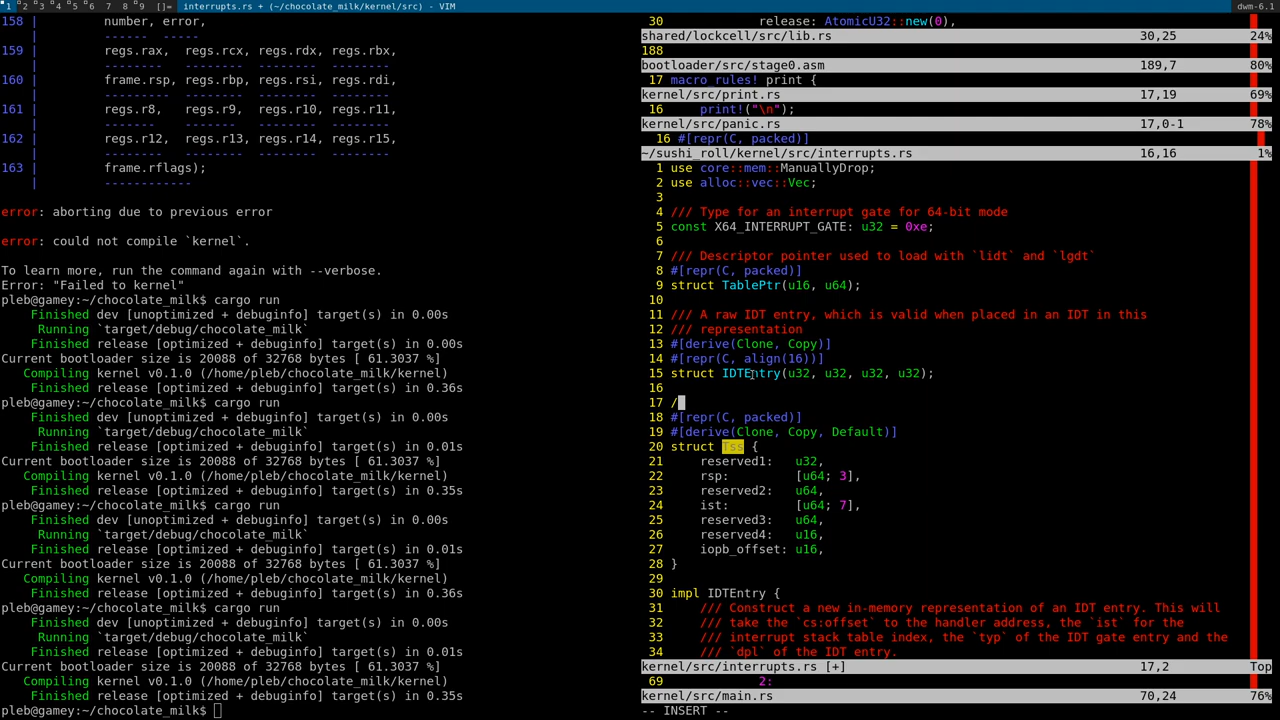 1 2 3 4 5 6 7 8 9 []= interrupts.rs + (~/chocolate_milk/kernel/src) - VIM dwm-6.1
158 | number, error,
| ------ -----
159 | regs.rax, regs.rcx, regs.rdx, regs.rbx,
| -------- -------- -------- --------
160 | frame.rsp, regs.rbp, regs.rsi, regs.rdi,
| --------- -------- -------- --------
161 | regs.r8, regs.r9, regs.r10, regs.r11,
| ------- ------- -------- --------
162 | regs.r12, regs.r13, regs.r14, regs.r15,
| -------- -------- -------- --------
163 | frame.rflags);
| ------------
error: aborting due to previous error
error: could not compile `kernel`.
To learn more, run the command again with --verbose.
Error: "Failed to kernel"
pleb@gamey:~/chocolate_milk$ cargo run
Finished dev [unoptimized + debuginfo] target(s) in 0.00s
Running `target/debug/chocolate_milk`
Finished release [optimized + debuginfo] target(s) in 0.00s
Current bootloader size is 20088 of 32768 bytes [ 61.3037 %]
Compiling kernel v0.1.0 (/home/pleb/chocolate_milk/kernel)
Finished release [optimized + debuginfo] target(s) in 0.36s
pleb@gamey:~/chocolate_milk$ cargo run
Finished dev [unoptimized + debuginfo] target(s) in 0.00s
Running `target/debug/chocolate_milk`
Finished release [optimized + debuginfo] target(s) in 0.01s
Current bootloader size is 20088 of 32768 bytes [ 61.3037 %]
Compiling kernel v0.1.0 (/home/pleb/chocolate_milk/kernel)
Finished release [optimized + debuginfo] target(s) in 0.35s
pleb@gamey:~/chocolate_milk$ cargo run
Finished dev [unoptimized + debuginfo] target(s) in 0.00s
Running `target/debug/chocolate_milk`
Finished release [optimized + debuginfo] target(s) in 0.01s
Current bootloader size is 20088 of 32768 bytes [ 61.3037 %]
Compiling kernel v0.1.0 (/home/pleb/chocolate_milk/kernel)
Finished release [optimized + debuginfo] target(s) in 0.36s
pleb@gamey:~/chocolate_milk$ cargo run
Finished dev [unoptimized + debuginfo] target(s) in 0.00s
Running `target/debug/chocolate_milk`
Finished release [optimized + debuginfo] target(s) in 0.01s
Current bootloader size is 20088 of 32768 bytes [ 61.3037 %]
Compiling kernel v0.1.0 (/home/pleb/chocolate_milk/kernel)
Finished release [optimized + debuginfo] target(s) in 0.35s
pleb@gamey:~/chocolate_milk$
30 release: AtomicU32::new(0),
shared/lockcell/src/lib.rs 30,25 24%
188
bootloader/src/stage0.asm 189,7 80%
17 macro_rules! print {
kernel/src/print.rs 17,19 69%
16 print!("\n");
kernel/src/panic.rs 17,0-1 78%
16 #[repr(C, packed)]
~/sushi_roll/kernel/src/interrupts.rs 16,16 1%
1 use core::mem::ManuallyDrop;
2 use alloc::vec::Vec;
3
4 /// Type for an interrupt gate for 64-bit mode
5 const X64_INTERRUPT_GATE: u32 = 0xe;
6
7 /// Descriptor pointer used to load with `lidt` and `lgdt`
8 #[repr(C, packed)]
9 struct TablePtr(u16, u64);
10
11 /// A raw IDT entry, which is valid when placed in an IDT in this
12 /// representation
13 #[derive(Clone, Copy)]
14 #[repr(C, align(16))]
15 struct IDTEntry(u32, u32, u32, u32);
16
17 /
18 #[repr(C, packed)]
19 #[derive(Clone, Copy, Default)]
20 struct Tss {
21 reserved1: u32,
22 rsp: [u64; 3],
23 reserved2: u64,
24 ist: [u64; 7],
25 reserved3: u64,
26 reserved4: u16,
27 iopb_offset: u16,
28 }
29
30 impl IDTEntry {
31 /// Construct a new in-memory representation of an IDT entry. This will
32 /// take the `cs:offset` to the handler address, the `ist` for the
33 /// interrupt stack table index, the `typ` of the IDT gate entry and the
34 /// `dpl` of the IDT entry.
kernel/src/interrupts.rs [+] 17,2 Top
69 2:
kernel/src/main.rs 70,24 76%
-- INSERT --